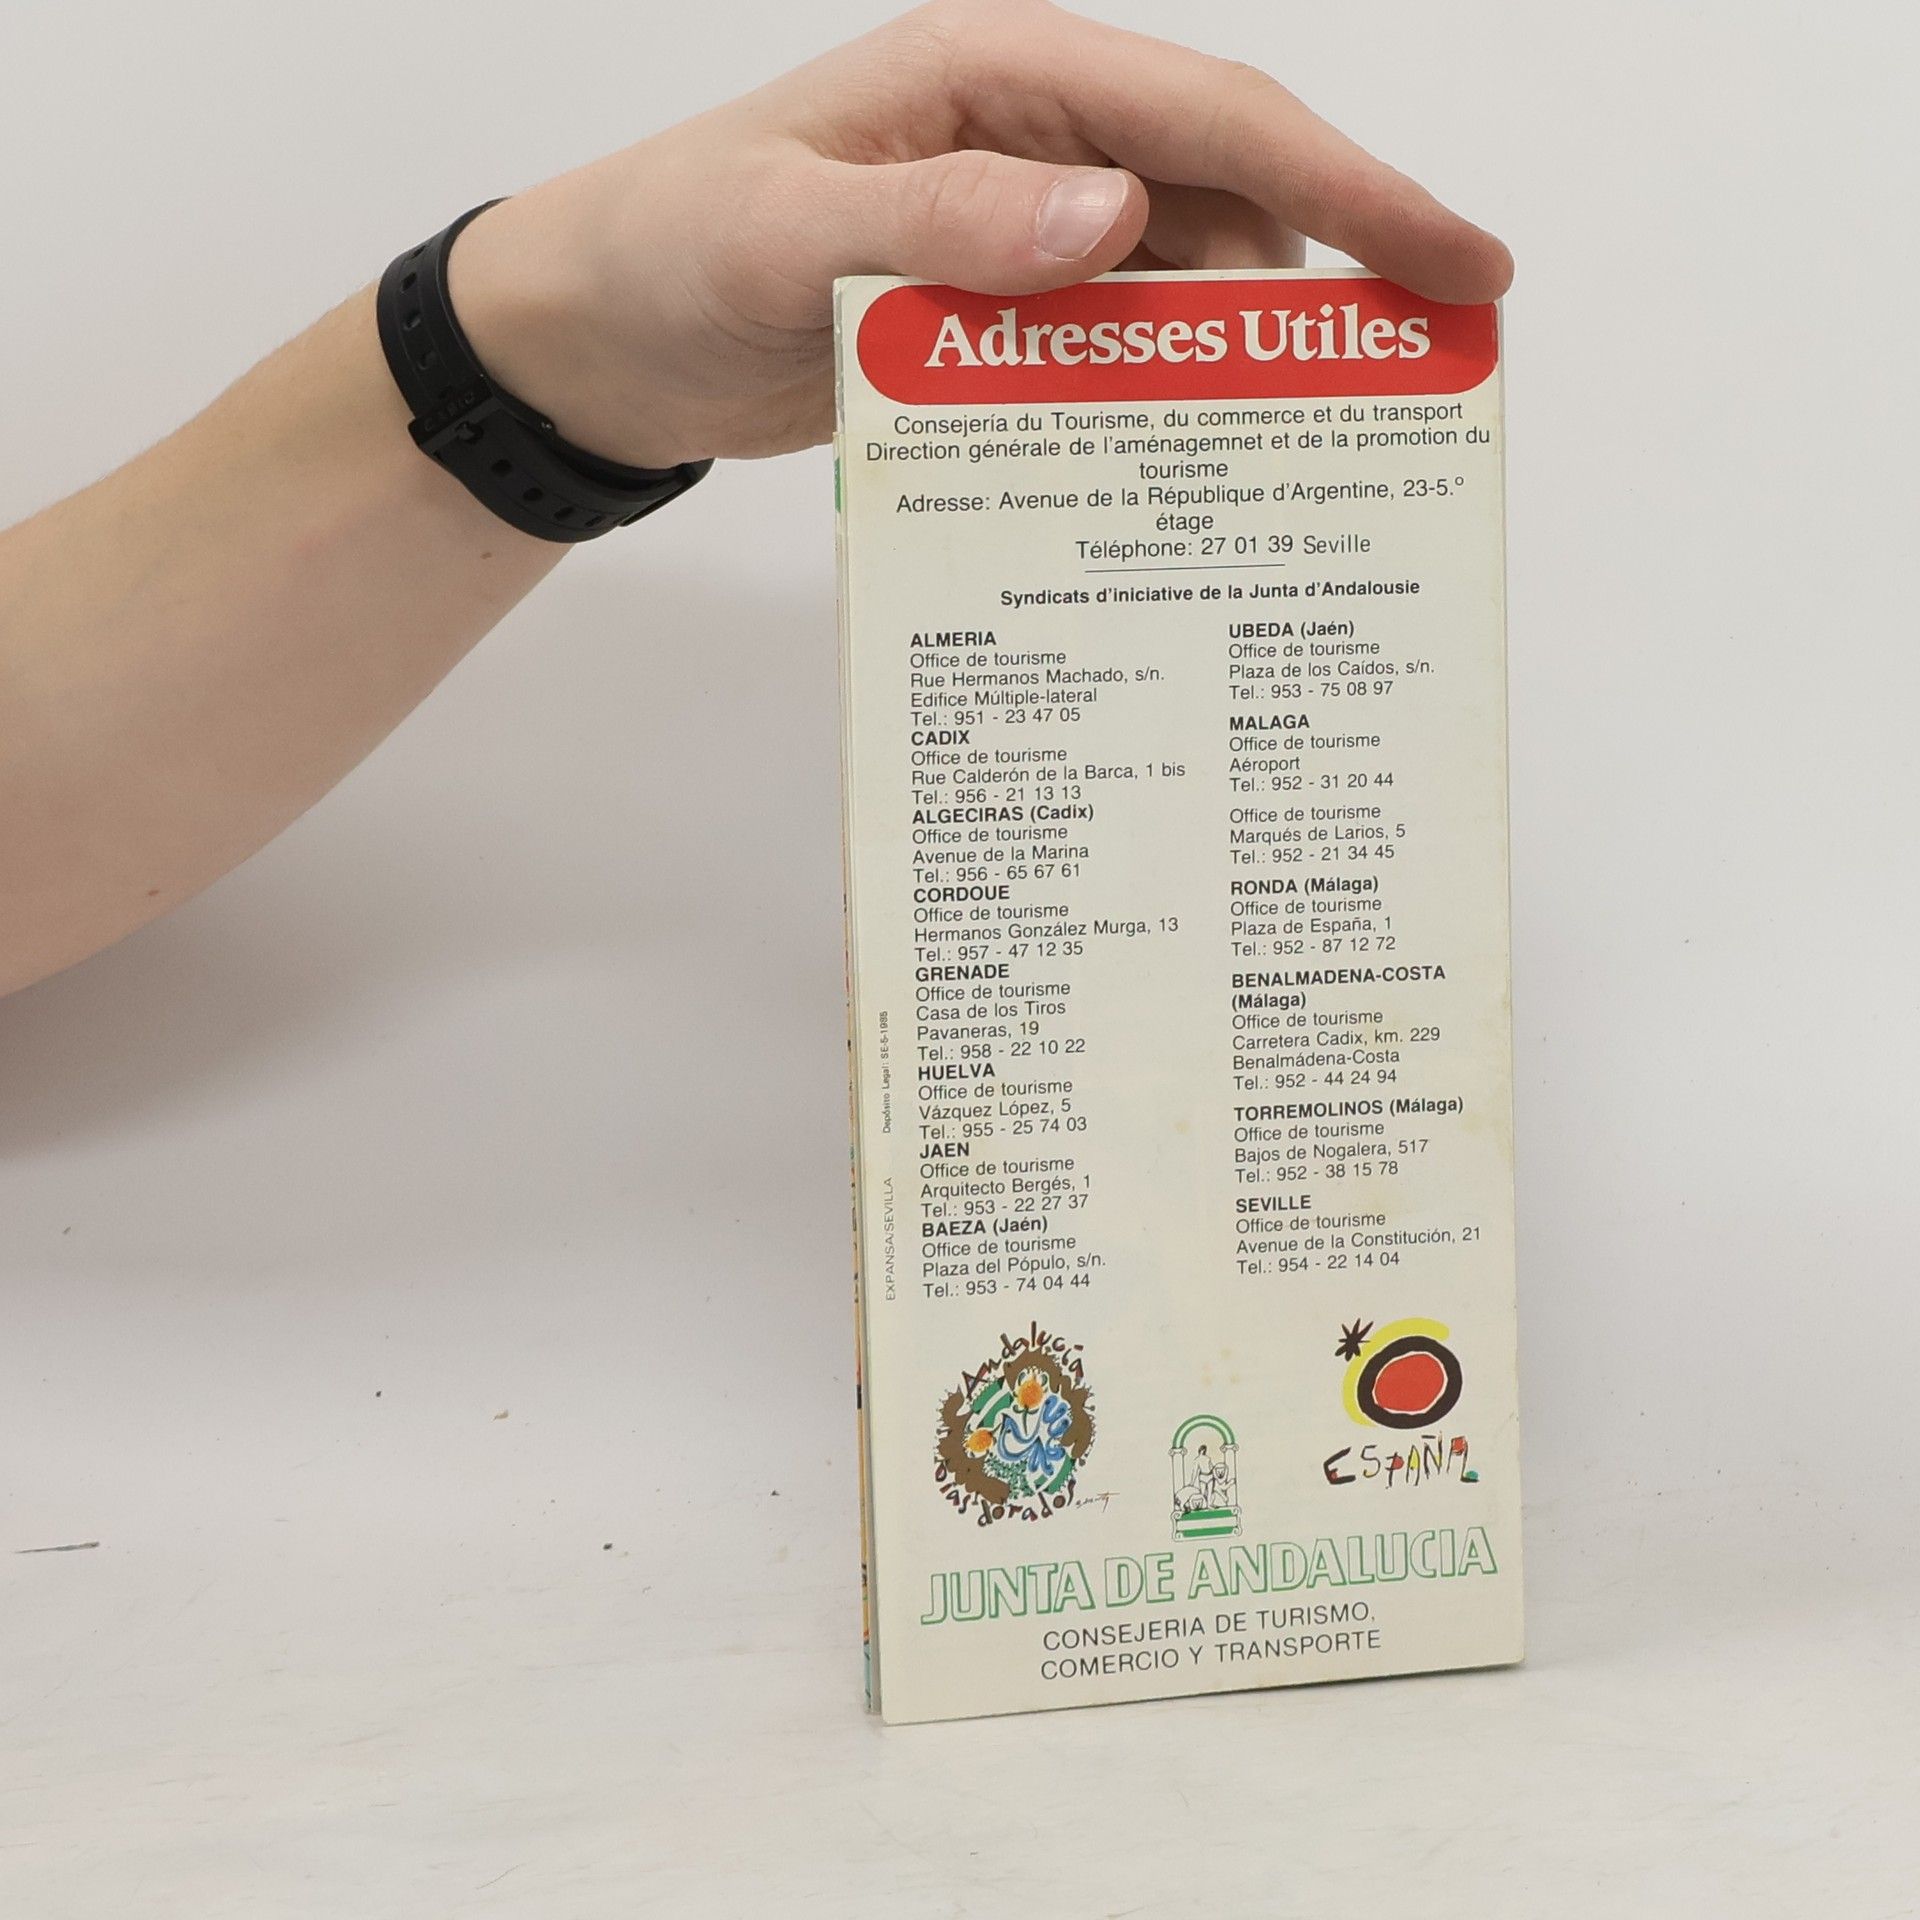 Adresses Utiles
Consejería du Tourisme, du commerce et du transport
Direction générale de l'aménagemnet et de la promotion du
tourisme
Adresse: Avenue de la République d'Argentine, 23-5.º
étage
Téléphone: 27 01 39 Seville
Syndicats d'iniciative de la Junta d'Andalousie
ALMERIA
Office de tourisme
Rue Hermanos Machado, s/n.
Edifice Múltiple-lateral
Tel.: 951 - 23 47 05
CADIX
Office de tourisme
Rue Calderón de la Barca, 1 bis
Tel.: 956 - 21 13 13
ALGECIRAS (Cadix)
Office de tourisme
Avenue de la Marina
Tel.: 956 - 65 67 61
CORDOUE
Office de tourisme
Hermanos González Murga, 13
Tel.: 957 - 47 12 35
GRENADE
Office de tourisme
Casa de los Tiros
Pavaneras, 19
Tel.: 958 - 22 10 22
HUELVA
Office de tourisme
Vázquez López, 5
Tel.: 955 - 25 74 03
JAEN
Office de tourisme
Arquitecto Bergés, 1
Tel.: 953 - 22 27 37
BAEZA (Jaén)
Office de tourisme
Plaza del Pópulo, s/n.
Tel.: 953 - 74 04 44
UBEDA (Jaén)
Office de tourisme
Plaza de los Caídos, s/n.
Tel.: 953 - 75 08 97
MALAGA
Office de tourisme
Aéroport
Tel.: 952 - 31 20 44
Office de tourisme
Marqués de Larios, 5
Tel.: 952 - 21 34 45
RONDA (Málaga)
Office de tourisme
Plaza de España, 1
Tel.: 952 - 87 12 72
BENALMADENA-COSTA
(Málaga)
Office de tourisme
Carretera Cadix, km. 229
Benalmádena-Costa
Tel.: 952 - 44 24 94
TORREMOLINOS (Málaga)
Office de tourisme
Bajos de Nogalera, 517
Tel.: 952 - 38 15 78
SEVILLE
Office de tourisme
Avenue de la Constitución, 21
Tel.: 954 - 22 14 04
EXPANSA/SEVILLA Depósito Legal: SE-5-1985
Andalucía
días dorados
ESPAÑA
JUNTA DE ANDALUCIA
CONSEJERIA DE TURISMO,
COMERCIO Y TRANSPORTE
CASIO